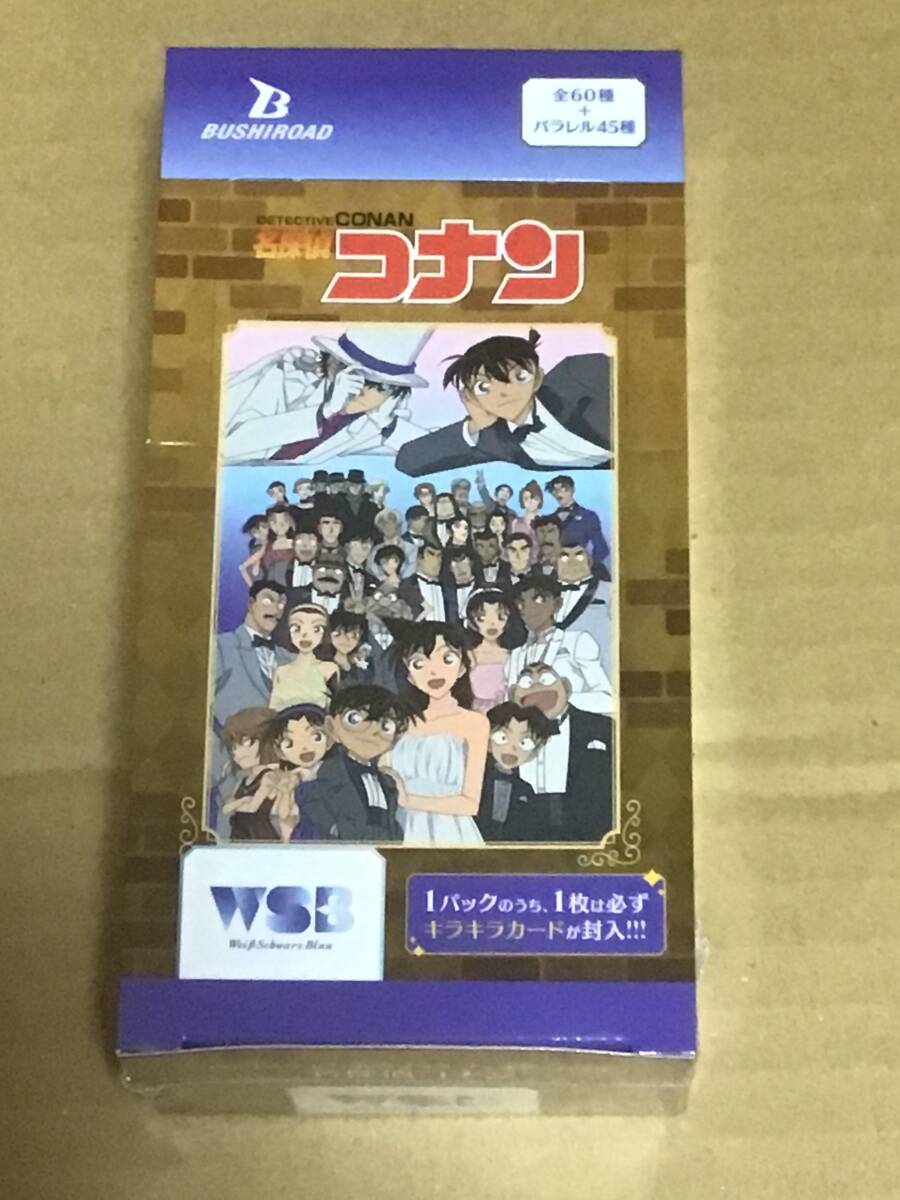 BUSHIROAD
全60種
+
パラレル45種
DETECTIVE CONAN
名探偵
コナン
WSB
Weiß Schwarz Blau
1パックのうち、1枚は必ず
キラキラカードが封入!!!
WSB